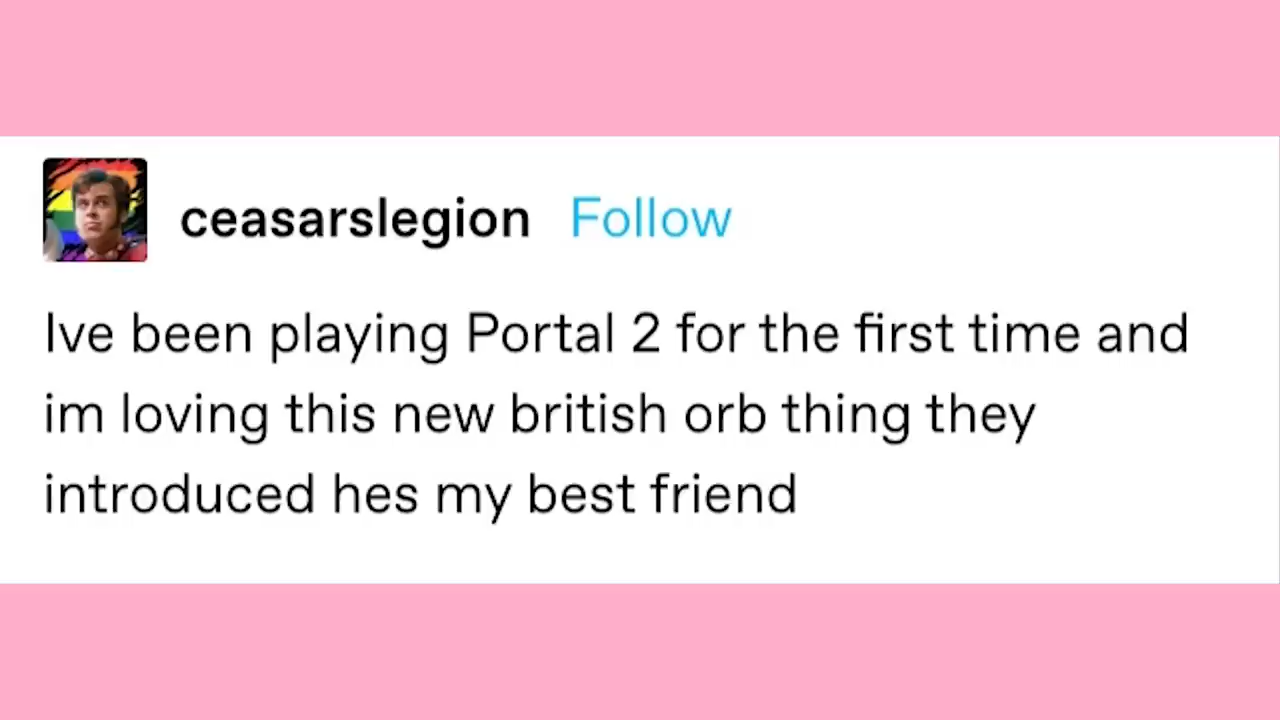 ceasarslegion Follow
Ive been playing Portal 2 for the first time and
im loving this new british orb thing they
introduced hes my best friend